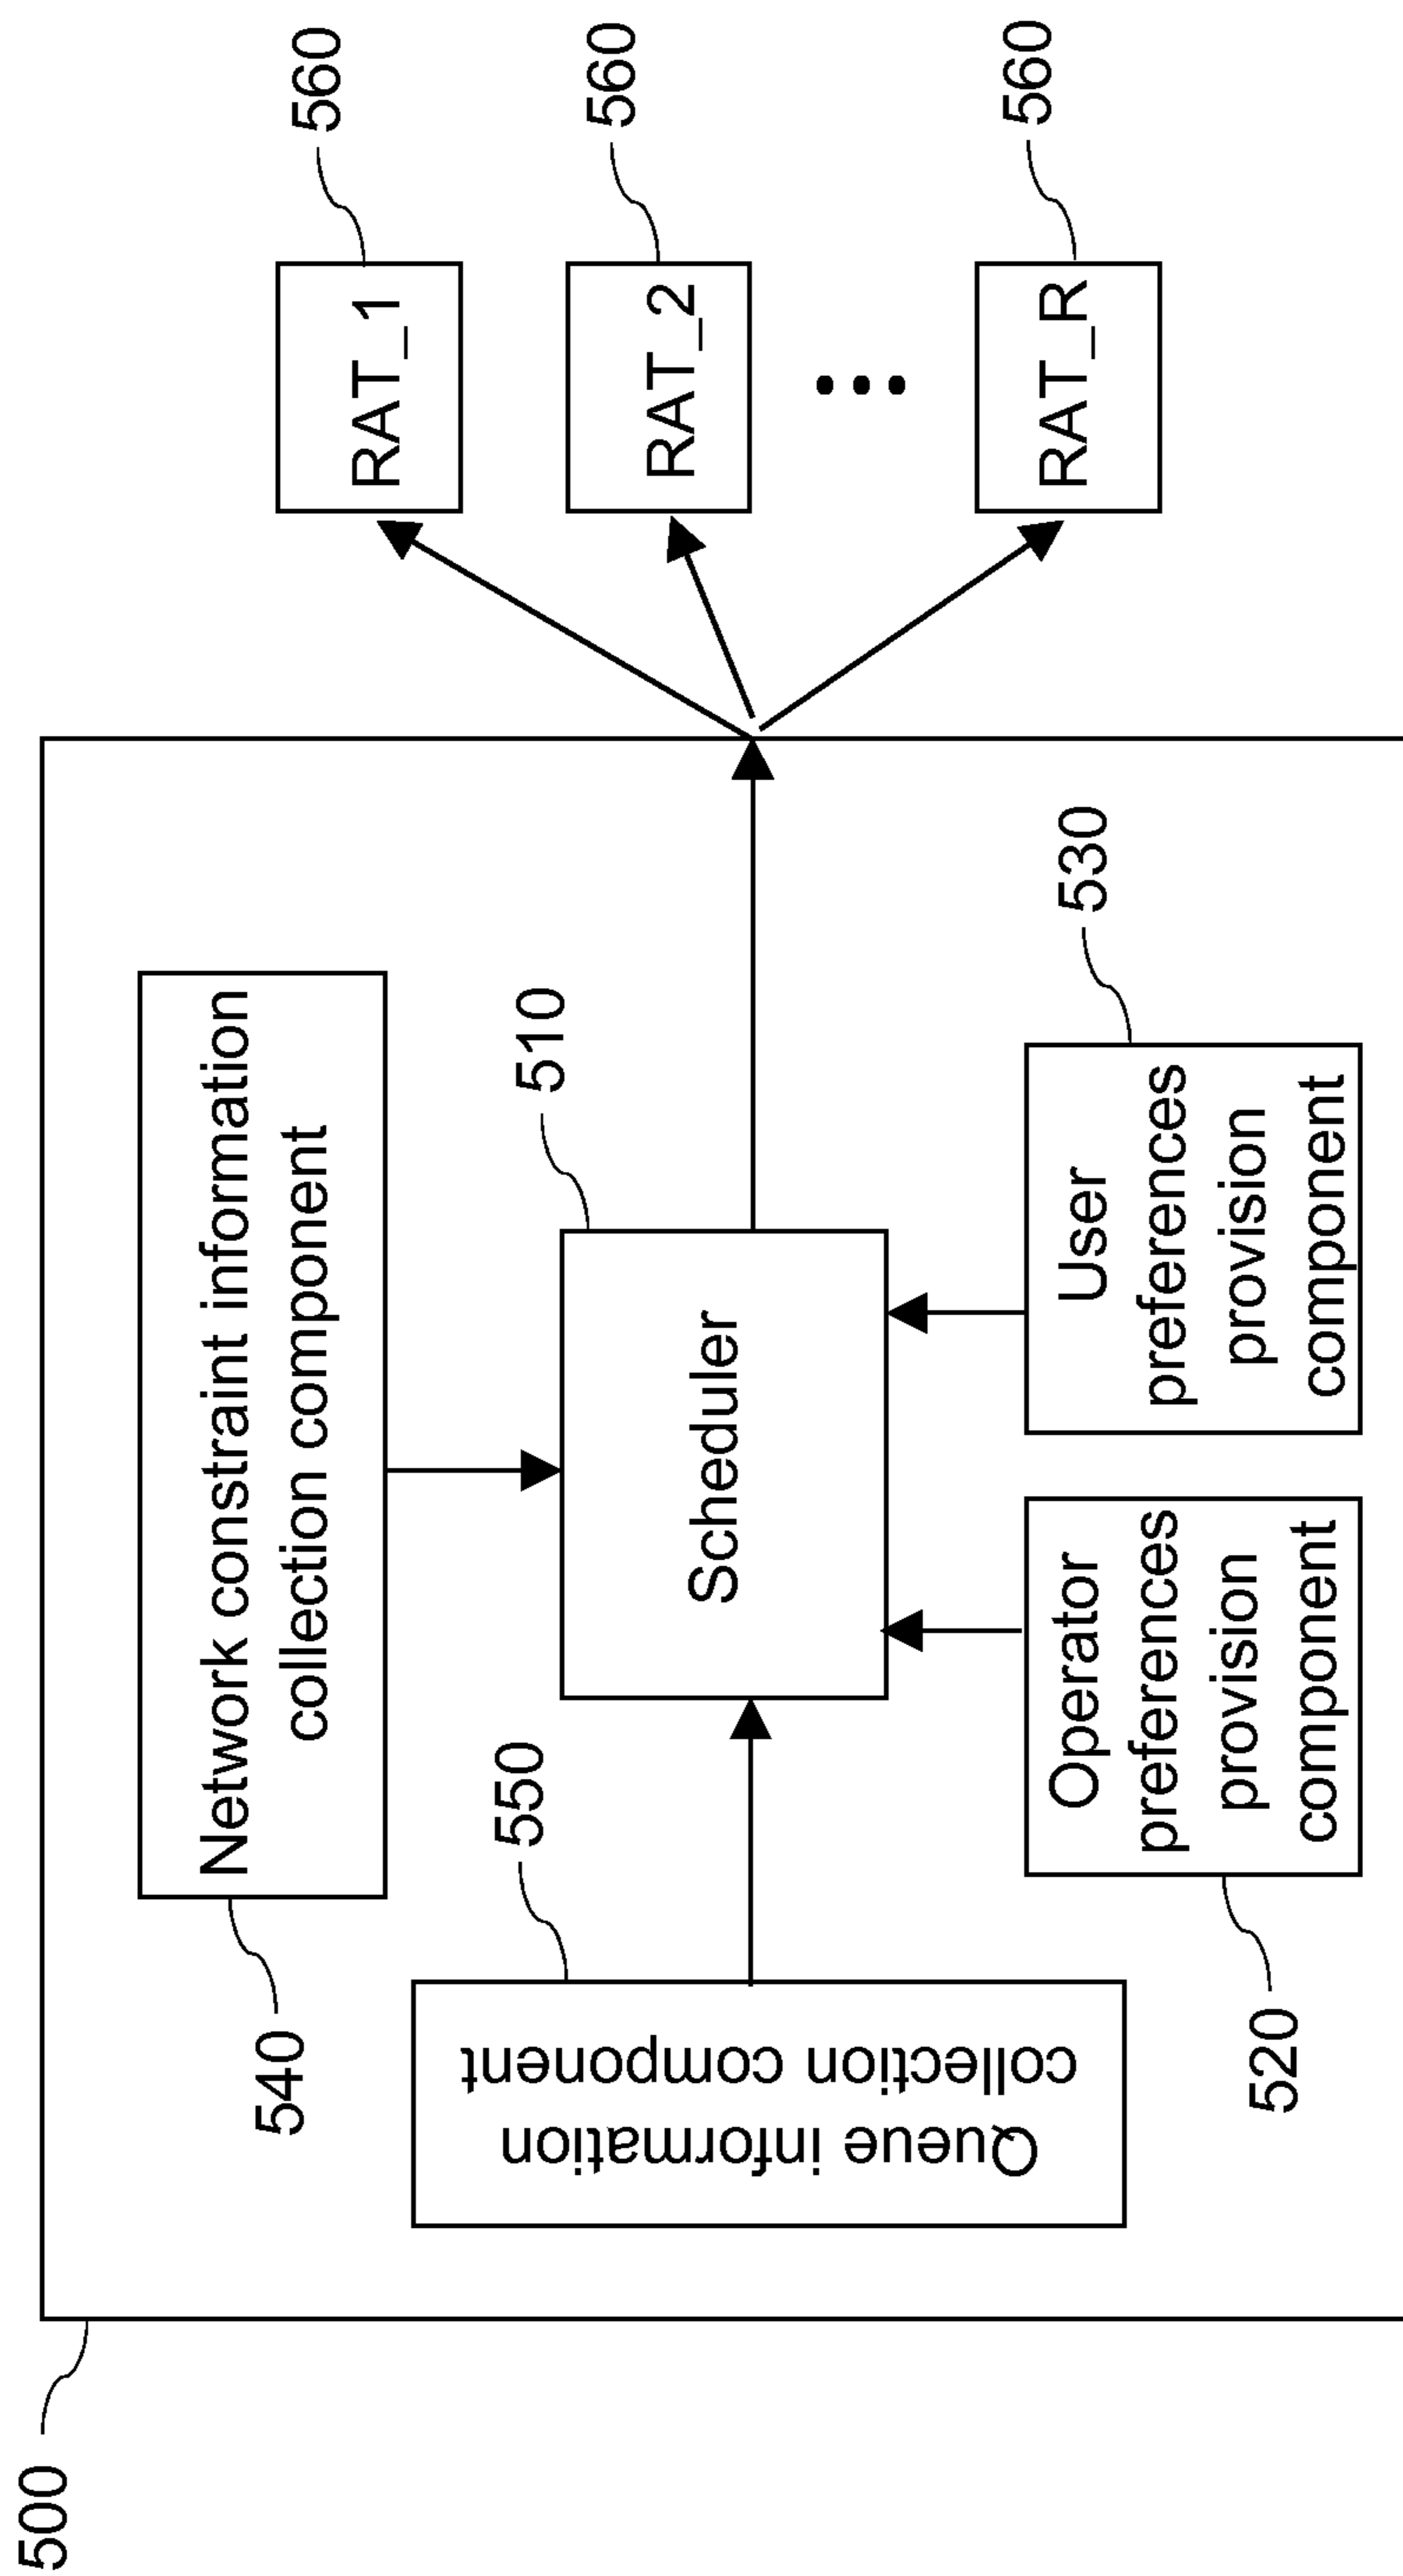 500
540
Network constraint information
collection component
550
Queue information
collection component
510
Scheduler
520
Operator
preferences
provision
component
530
User
preferences
provision
component
RAT_1
560
RAT_2
560
RAT_R
560